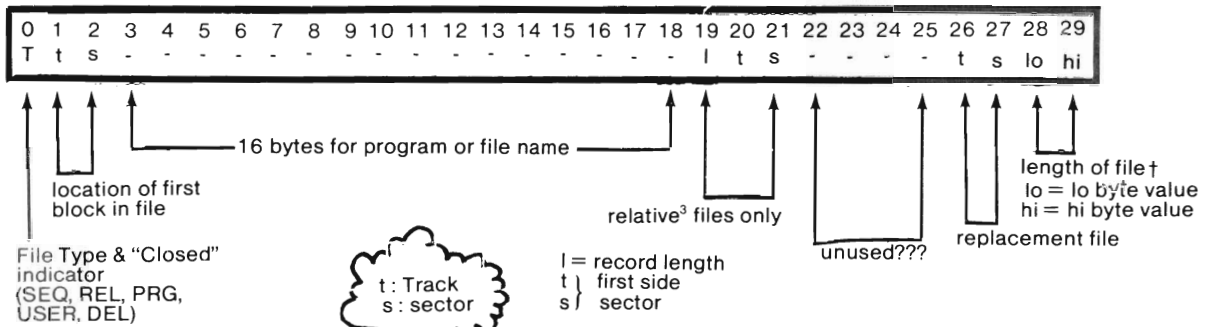 0 1 2 3 4 5 6 7 8 9 10 11 12 13 14 15 16 17 18 19 20 21 22 23 24 25 26 27 28 29
T t s - - - - - - - - - - - - - - - - l t s - - - - t s lo hi
16 bytes for program or file name
location of first
block in file
File Type & “Closed”
indicator
(SEQ, REL, PRG,
USER, DEL)
t : Track
s : sector
relative³ files only
l = record length
t } first side
s } sector
unused???
replacement file
length of file†
lo = lo byte value
hi = hi byte value